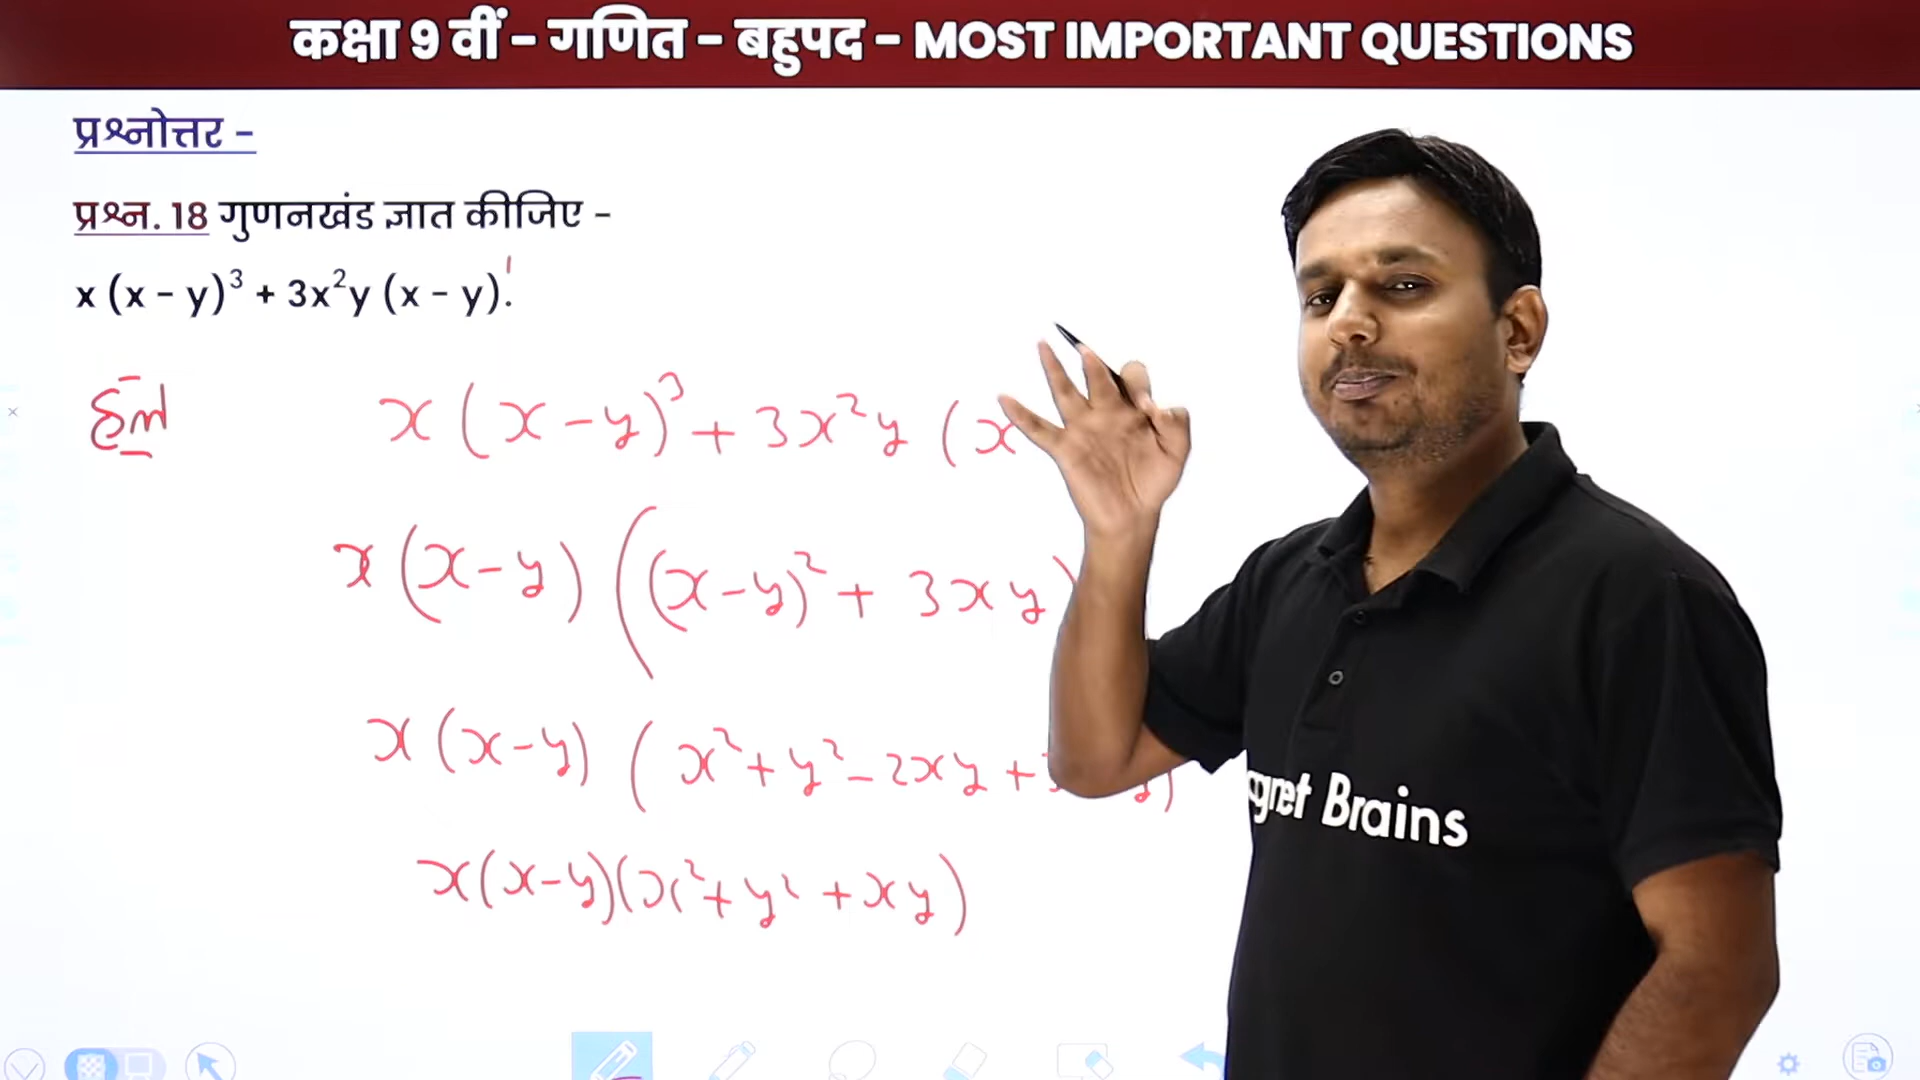 कक्षा 9 वीं – गणित – बहुपद – MOST IMPORTANT QUESTIONS
प्रश्नोत्तर –
प्रश्न. 18 गुणनखंड ज्ञात कीजिए –
x (x – y)³ + 3x²y (x – y).
हल
x (x – y)³ + 3x²y (x
x (x – y) ((x – y)² + 3xy)
x (x – y) (x² + y² – 2xy +
x(x – y)(x² + y² + xy)
gnet Brains